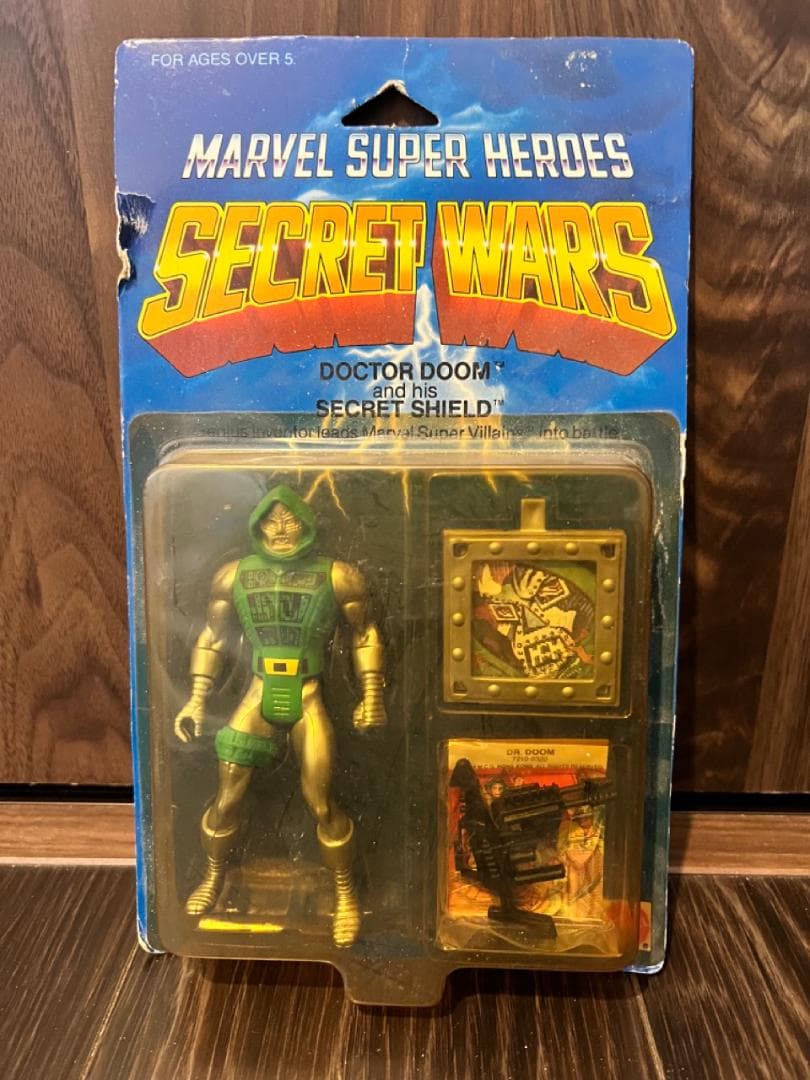 FOR AGES OVER 5.
MARVEL SUPER HEROES
SECRET WARS
DOCTOR DOOM™
and his
SECRET SHIELD™
genius inventor leads Marvel Super Villains® into battle
DR. DOOM